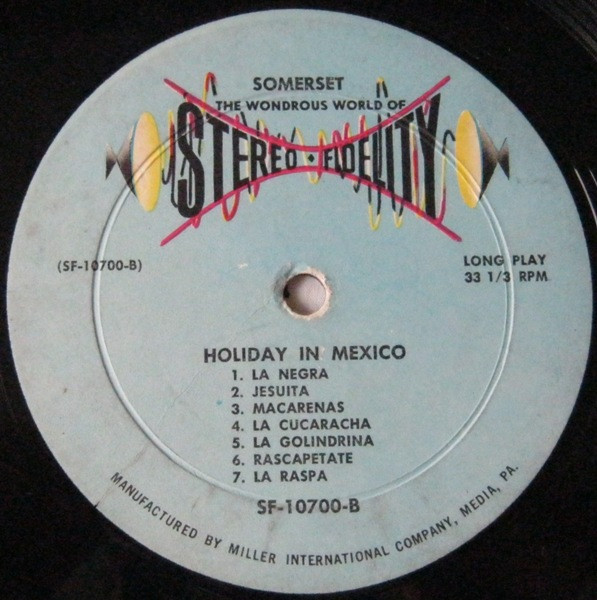 SOMERSET
THE WONDROUS WORLD OF
STEREO • FIDELITY
(SF-10700-B)
LONG PLAY
33 1/3 RPM
HOLIDAY IN MEXICO
1. LA NEGRA
2. JESUITA
3. MACARENAS
4. LA CUCARACHA
5. LA GOLINDRINA
6. RASCAPETATE
7. LA RASPA
SF-10700-B
MANUFACTURED BY MILLER INTERNATIONAL COMPANY, MEDIA, PA.